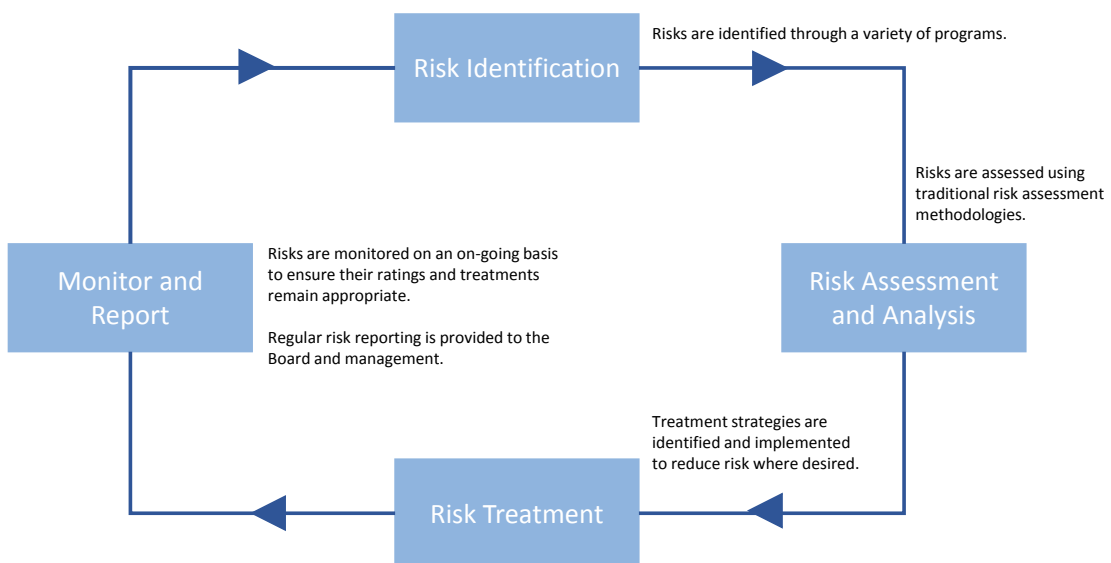 Risk Identification
Risks are identified through a variety of programs.
Risks are assessed using
traditional risk assessment
methodologies.
Risk Assessment
and Analysis
Treatment strategies are
identified and implemented
to reduce risk where desired.
Risk Treatment
Monitor and
Report
Risks are monitored on an on-going basis
to ensure their ratings and treatments
remain appropriate.
Regular risk reporting is provided to the
Board and management.